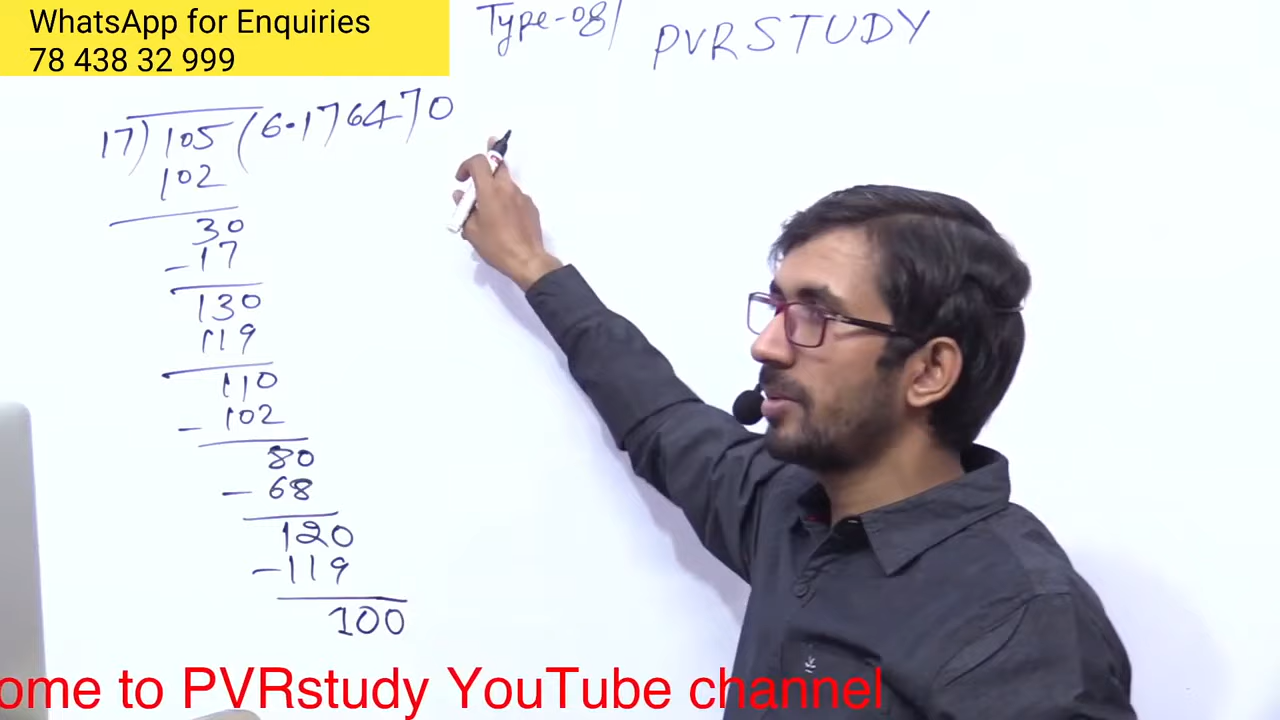 WhatsApp for Enquiries
78 438 32 999
Type-08/
PVRSTUDY
17) 105 (6.176470
102
30
-17
130
119
110
- 102
80
- 68
120
-119
100
ome to PVRstudy YouTube channel